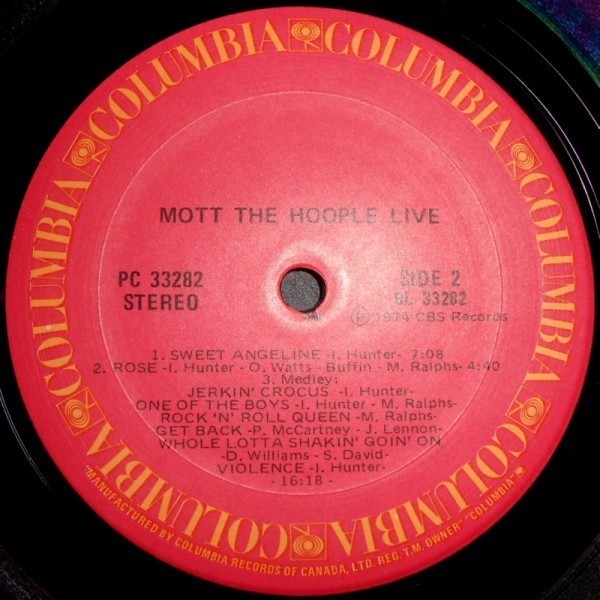 COLUMBIA COLUMBIA COLUMBIA COLUMBIA COLUMBIA COLUMBIA
MOTT THE HOOPLE LIVE
PC 33282
STEREO
SIDE 2
BL 33282
Ⓟ 1974 CBS Records
1. SWEET ANGELINE -I. Hunter- 7:08
2. ROSE -I. Hunter - O. Watts - Buffin - M. Ralphs- 4:40
3. Medley:
JERKIN' CROCUS -I. Hunter-
ONE OF THE BOYS -I. Hunter - M. Ralphs-
ROCK 'N' ROLL QUEEN -M. Ralphs-
GET BACK -P. McCartney - J. Lennon-
WHOLE LOTTA SHAKIN' GOIN' ON
-D. Williams - S. David-
VIOLENCE -I. Hunter-
- 16:18 -
"MANUFACTURED BY COLUMBIA RECORDS OF CANADA, LTD. REG. T.M. OWNER" "COLUMBIA".